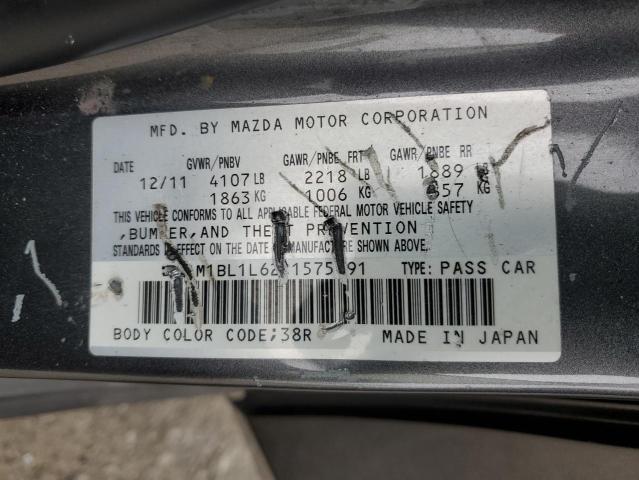 MFD. BY MAZDA MOTOR CORPORATION
DATE GVWR/PNBV GAWR/PNBE FRT GAWR/PNBE RR
12/11 4107 LB 2218 LB 1889 LB
1863 KG 1006 KG 857 KG
THIS VEHICLE CONFORMS TO ALL APPLICABLE FEDERAL MOTOR VEHICLE SAFETY
,BUMPER,AND THEFT PREVENTION
STANDARDS IN EFFECT ON THE DATE OF MANUFACTURE SHOWN ABOVE.
TYPE: PASS CAR
BODY COLOR CODE;38R MADE IN JAPAN